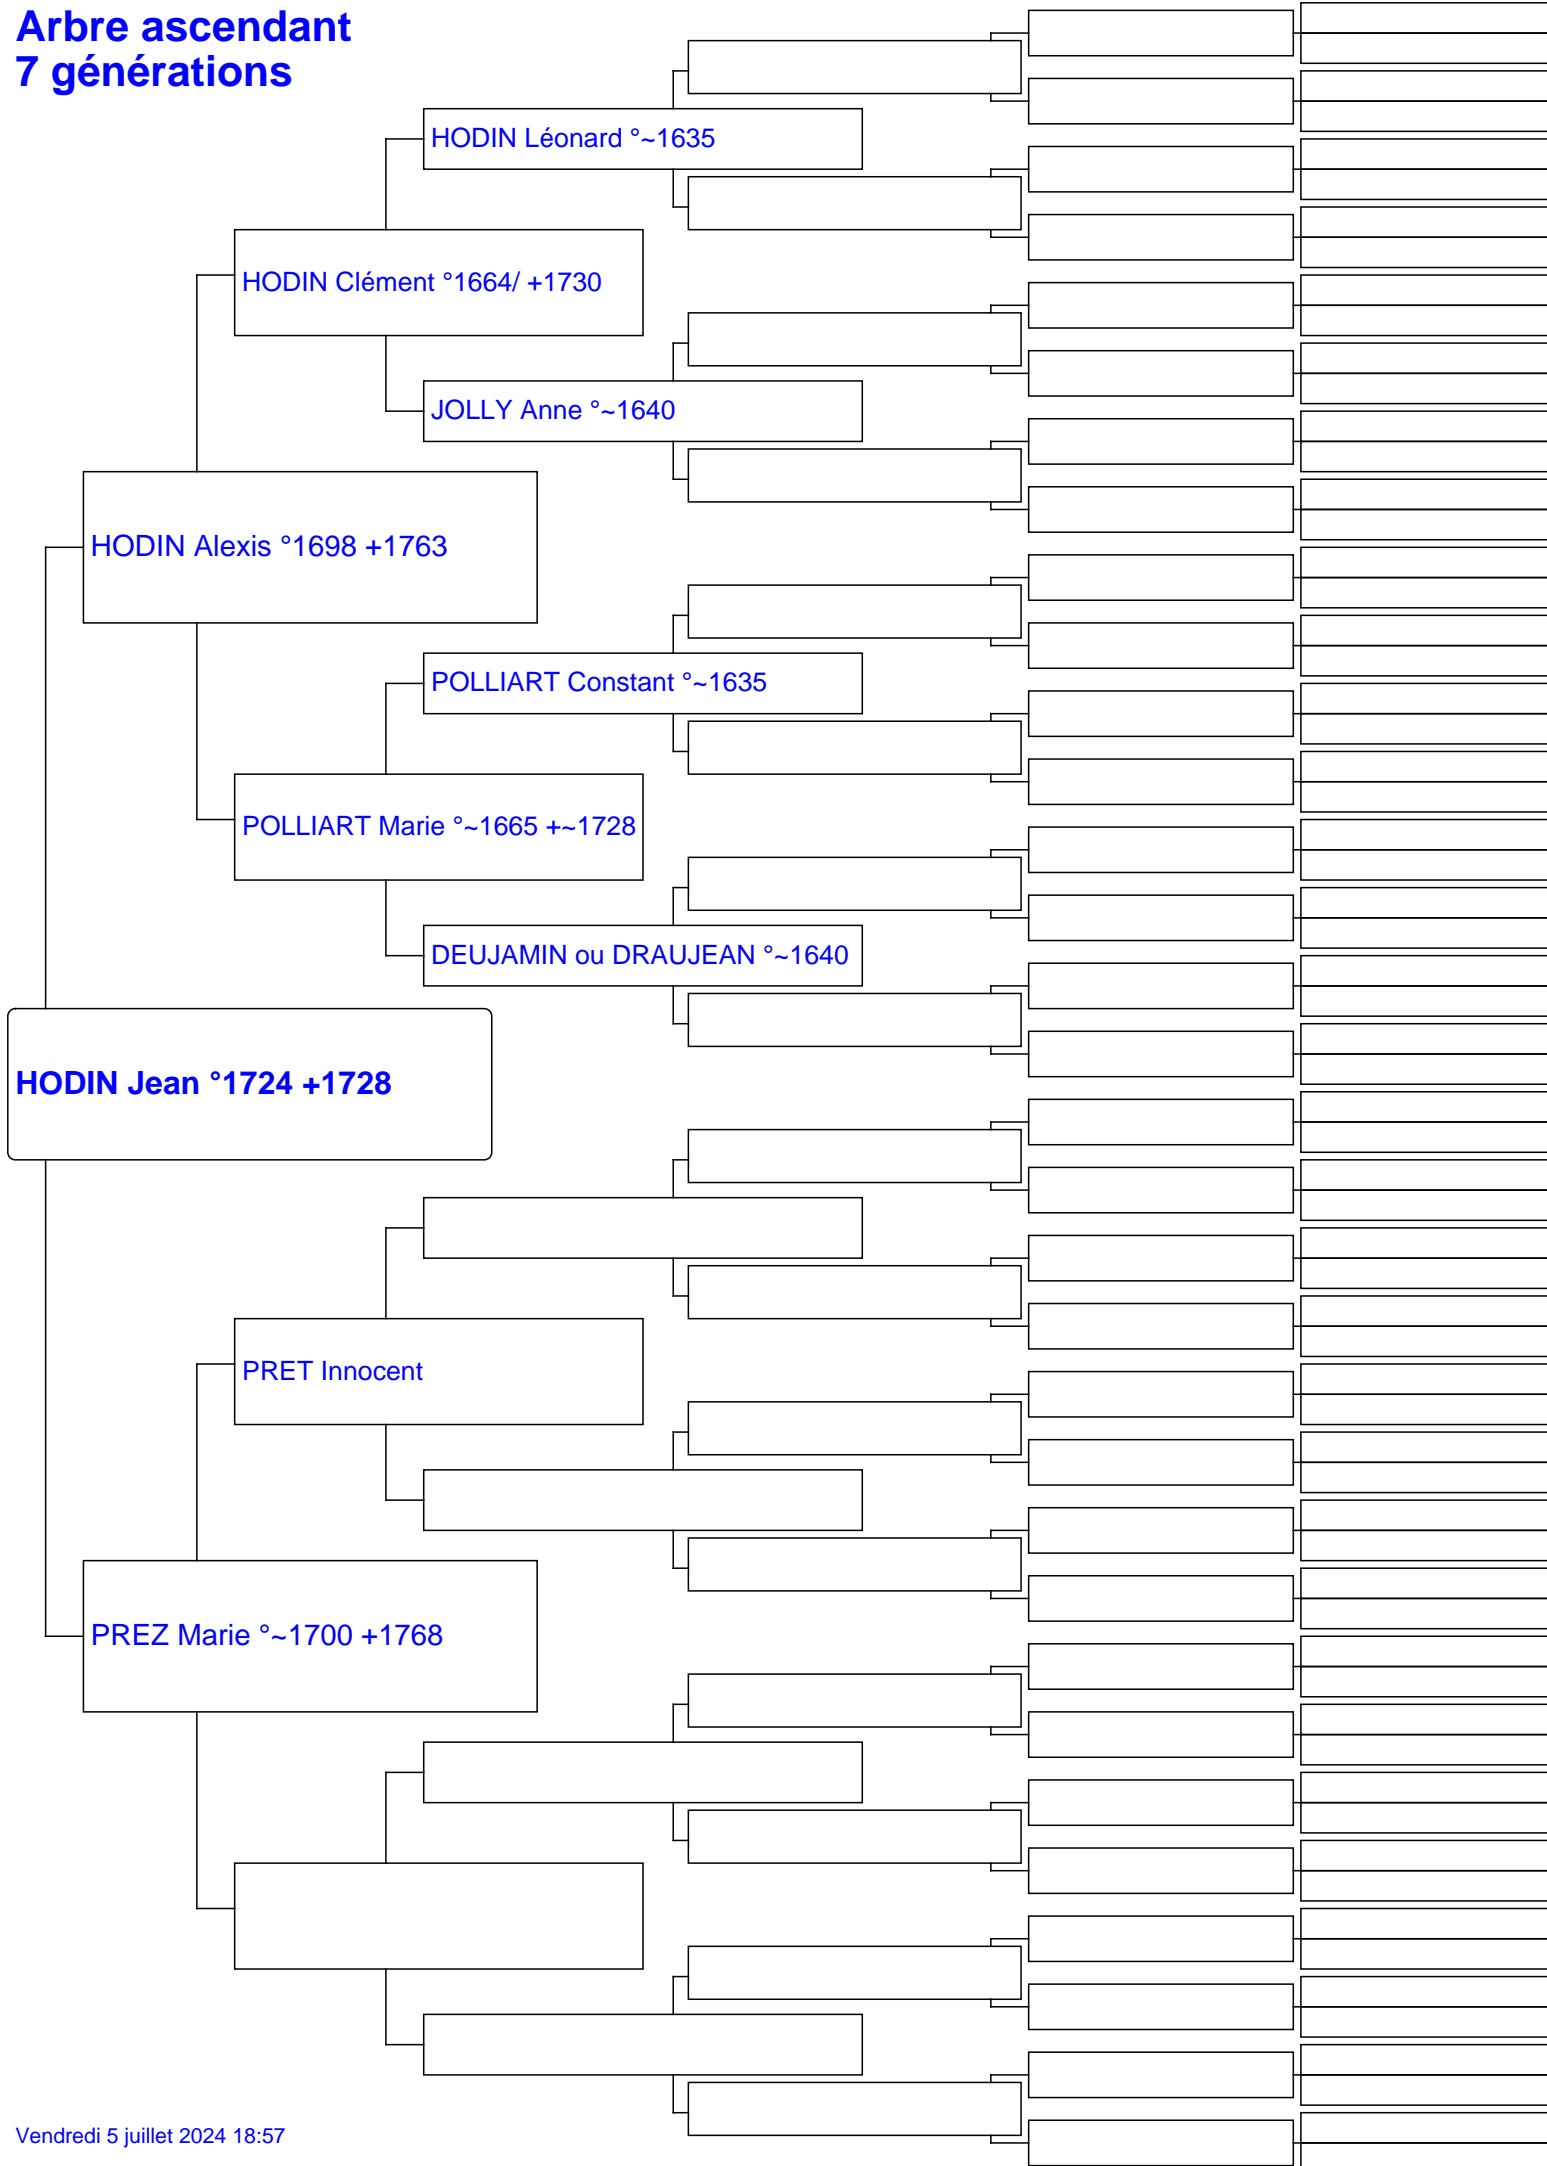 Arbre ascendant
7 générations
HODIN Léonard °~1635
HODIN Clément °1664/ +1730
JOLLY Anne °~1640
HODIN Alexis °1698 +1763
POLLIART Constant °~1635
POLLIART Marie °~1665 +~1728
DEUJAMIN ou DRAUJEAN °~1640
HODIN Jean °1724 +1728
PRET Innocent
PREZ Marie °~1700 +1768
Vendredi 5 juillet 2024 18:57